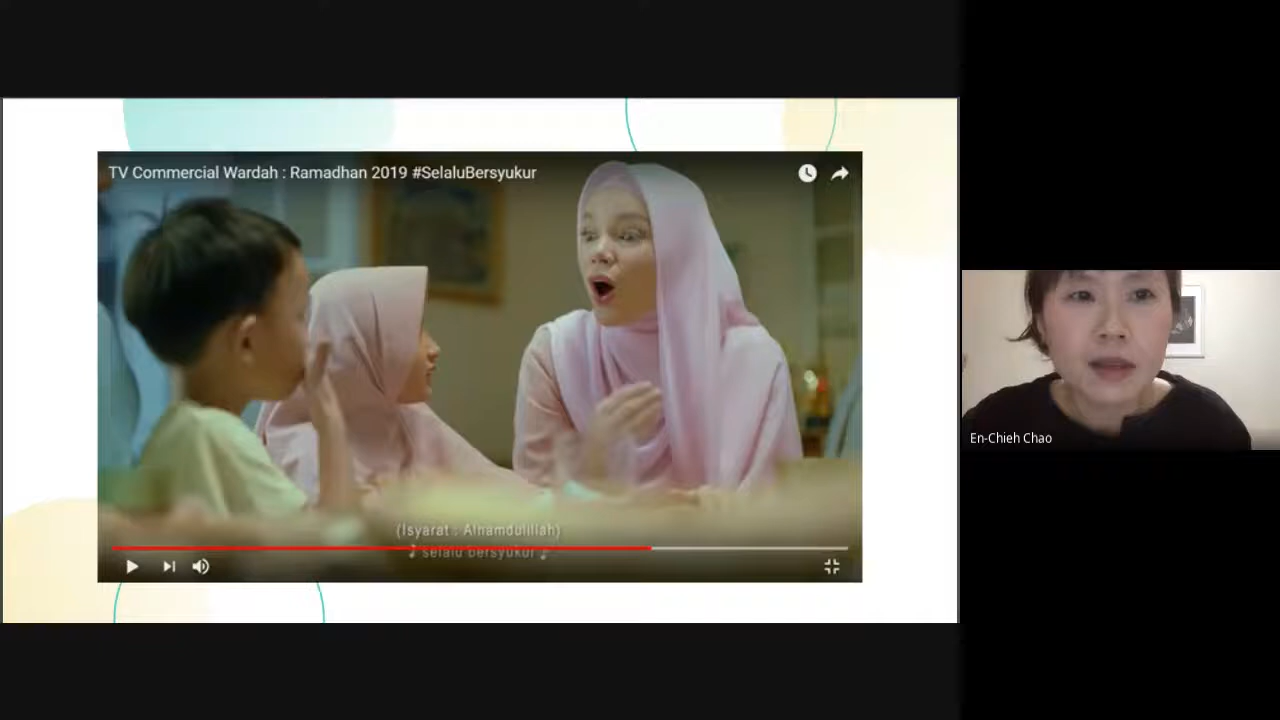 TV Commercial Wardah : Ramadhan 2019 #SelaluBersyukur
(Isyarat : Alhamdulillah)
♪ selalu bersyukur ♪
En-Chieh Chao